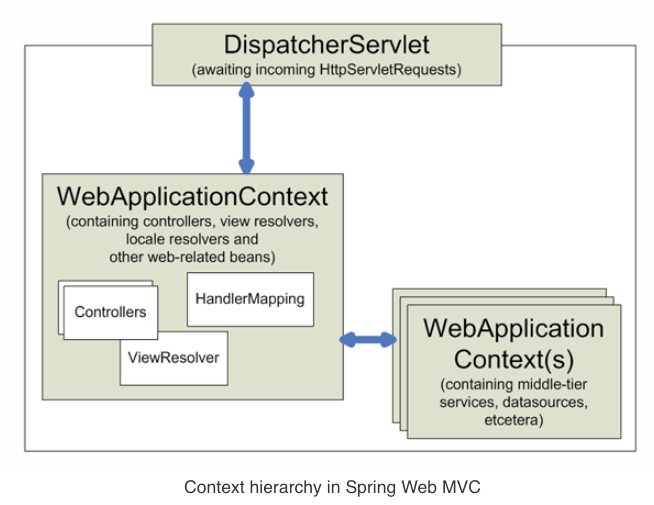 DispatcherServlet
(awaiting incoming HttpServletRequests)
WebApplicationContext
(containing controllers, view resolvers,
locale resolvers and
other web-related beans)
HandlerMapping
Controllers
ViewResolver
WebApplication
Context(s)
(containing middle-tier
services, datasources,
etcetera)
Context hierarchy in Spring Web MVC